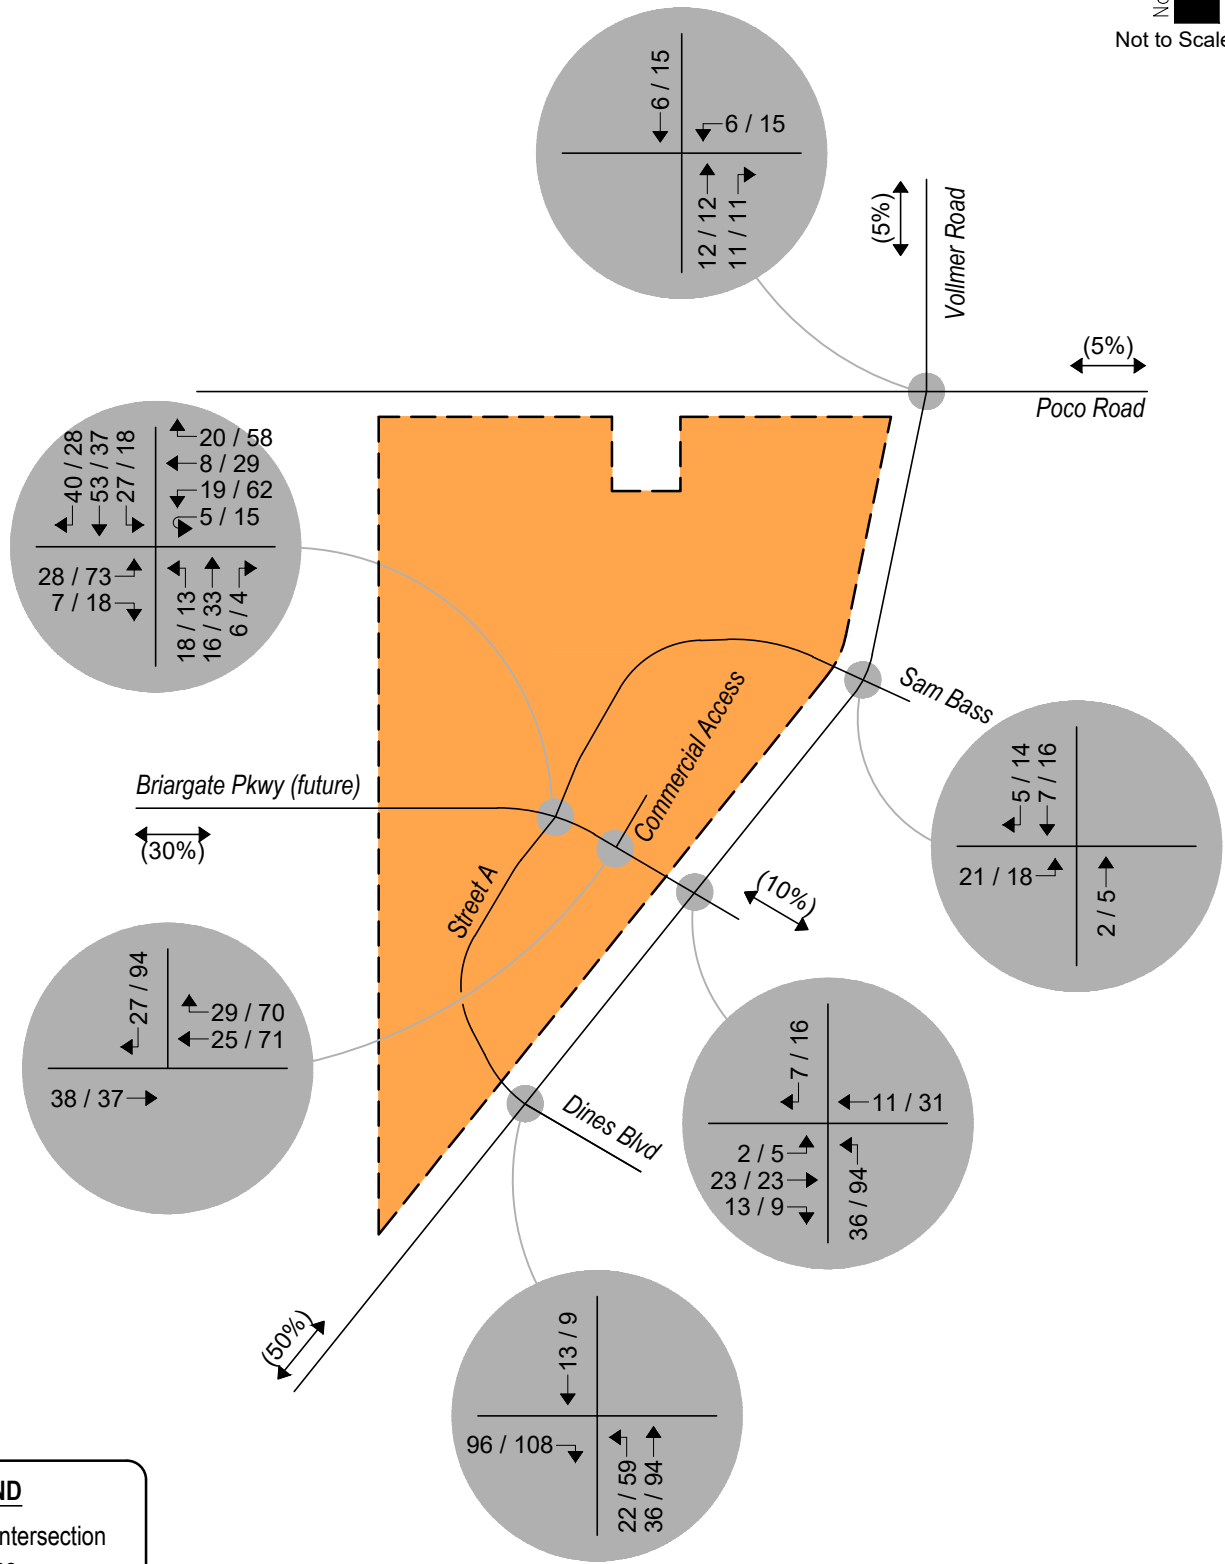 Not to Scale
6 / 15
6 / 15
12 / 12
11 / 11
(5%)
Vollmer Road
(5%)
Poco Road
40 / 28
53 / 37
27 / 18
20 / 58
8 / 29
19 / 62
5 / 15
28 / 73
7 / 18
18 / 13
16 / 33
6 / 4
Sam Bass
Commercial Access
Briargate Pkwy (future)
(30%)
Street A
(10%)
5 / 14
7 / 16
21 / 18
2 / 5
27 / 94
29 / 70
25 / 71
38 / 37
Dines Blvd
7 / 16
11 / 31
2 / 5
23 / 23
13 / 9
36 / 94
(50%)
13 / 9
96 / 108
22 / 59
36 / 94
ND
ntersection